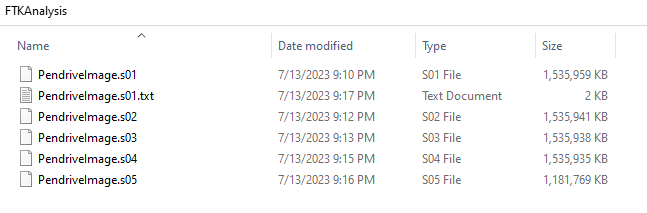 FTKAnalysis
Name Date modified Type Size
PendriveImage.s01 7/13/2023 9:10 PM S01 File 1,535,959 KB
PendriveImage.s01.txt 7/13/2023 9:17 PM Text Document 2 KB
PendriveImage.s02 7/13/2023 9:12 PM S02 File 1,535,941 KB
PendriveImage.s03 7/13/2023 9:13 PM S03 File 1,535,938 KB
PendriveImage.s04 7/13/2023 9:15 PM S04 File 1,535,935 KB
PendriveImage.s05 7/13/2023 9:16 PM S05 File 1,181,769 KB